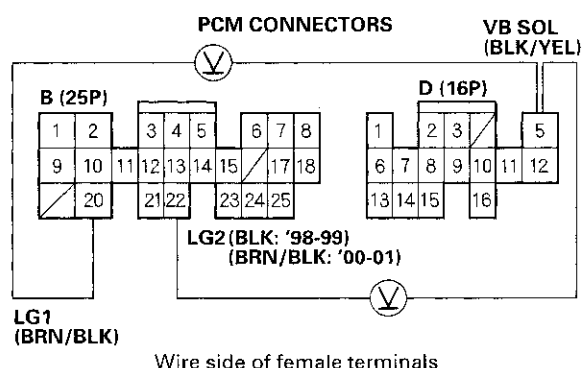 PCM CONNECTORS
VB SOL
(BLK/YEL)
V
B (25P)
D (16P)
1 2 3 4 5 6 7 8
1 2 3 5
9 10 11 12 13 14 15 17 18
6 7 8 9 10 11 12
20 21 22 23 24 25
13 14 15 16
LG2 (BLK: '98-99)
(BRN/BLK: '00-01)
V
LG1
(BRN/BLK)
Wire side of female terminals